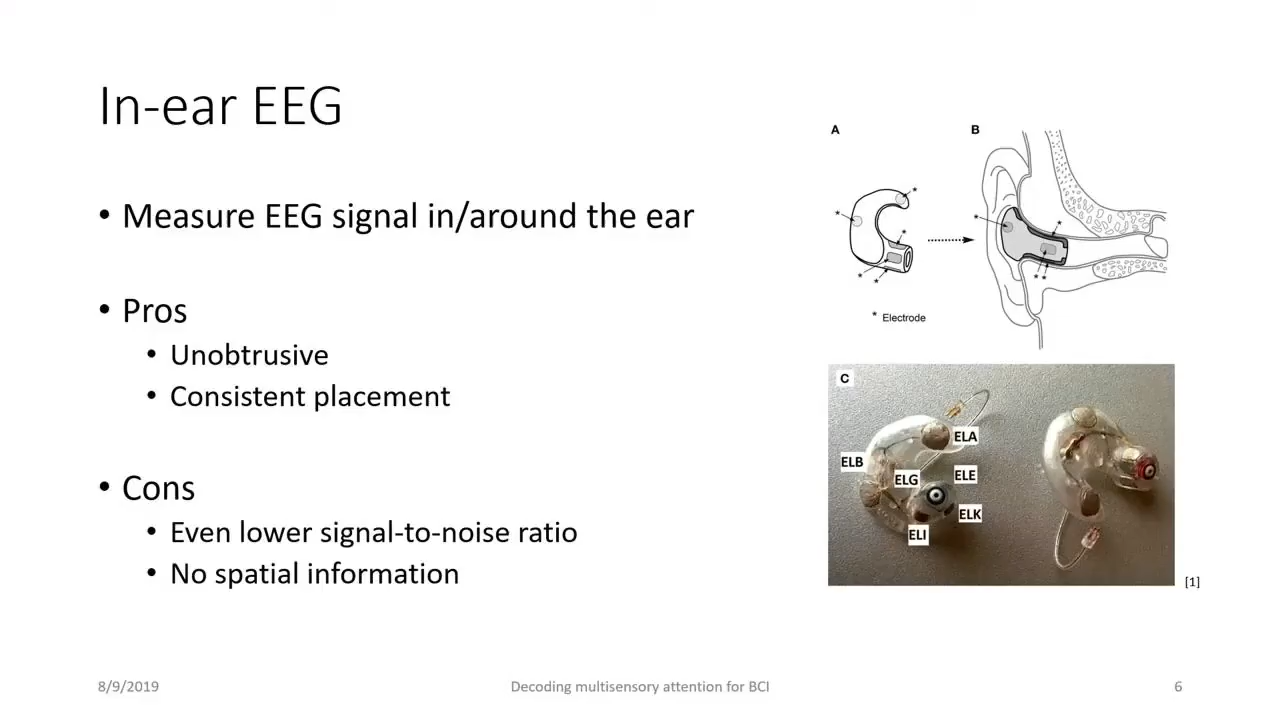 In-ear EEG
• Measure EEG signal in/around the ear
• Pros
• Unobtrusive
• Consistent placement
• Cons
• Even lower signal-to-noise ratio
• No spatial information
A
B
* * * * *
* * * *
* Electrode
C
ELA
ELB
ELG
ELE
ELK
ELI
[1]
8/9/2019
Decoding multisensory attention for BCI
6